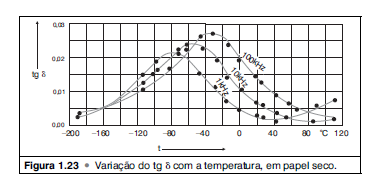 0,03
0,02
tg δ
0,01
0,00
100kHz
10kHz
1kHz
–200 –160 –120 –80 –40 0 40 80 °C 120
t
Figura 1.23 • Variação do tg δ com a temperatura, em papel seco.